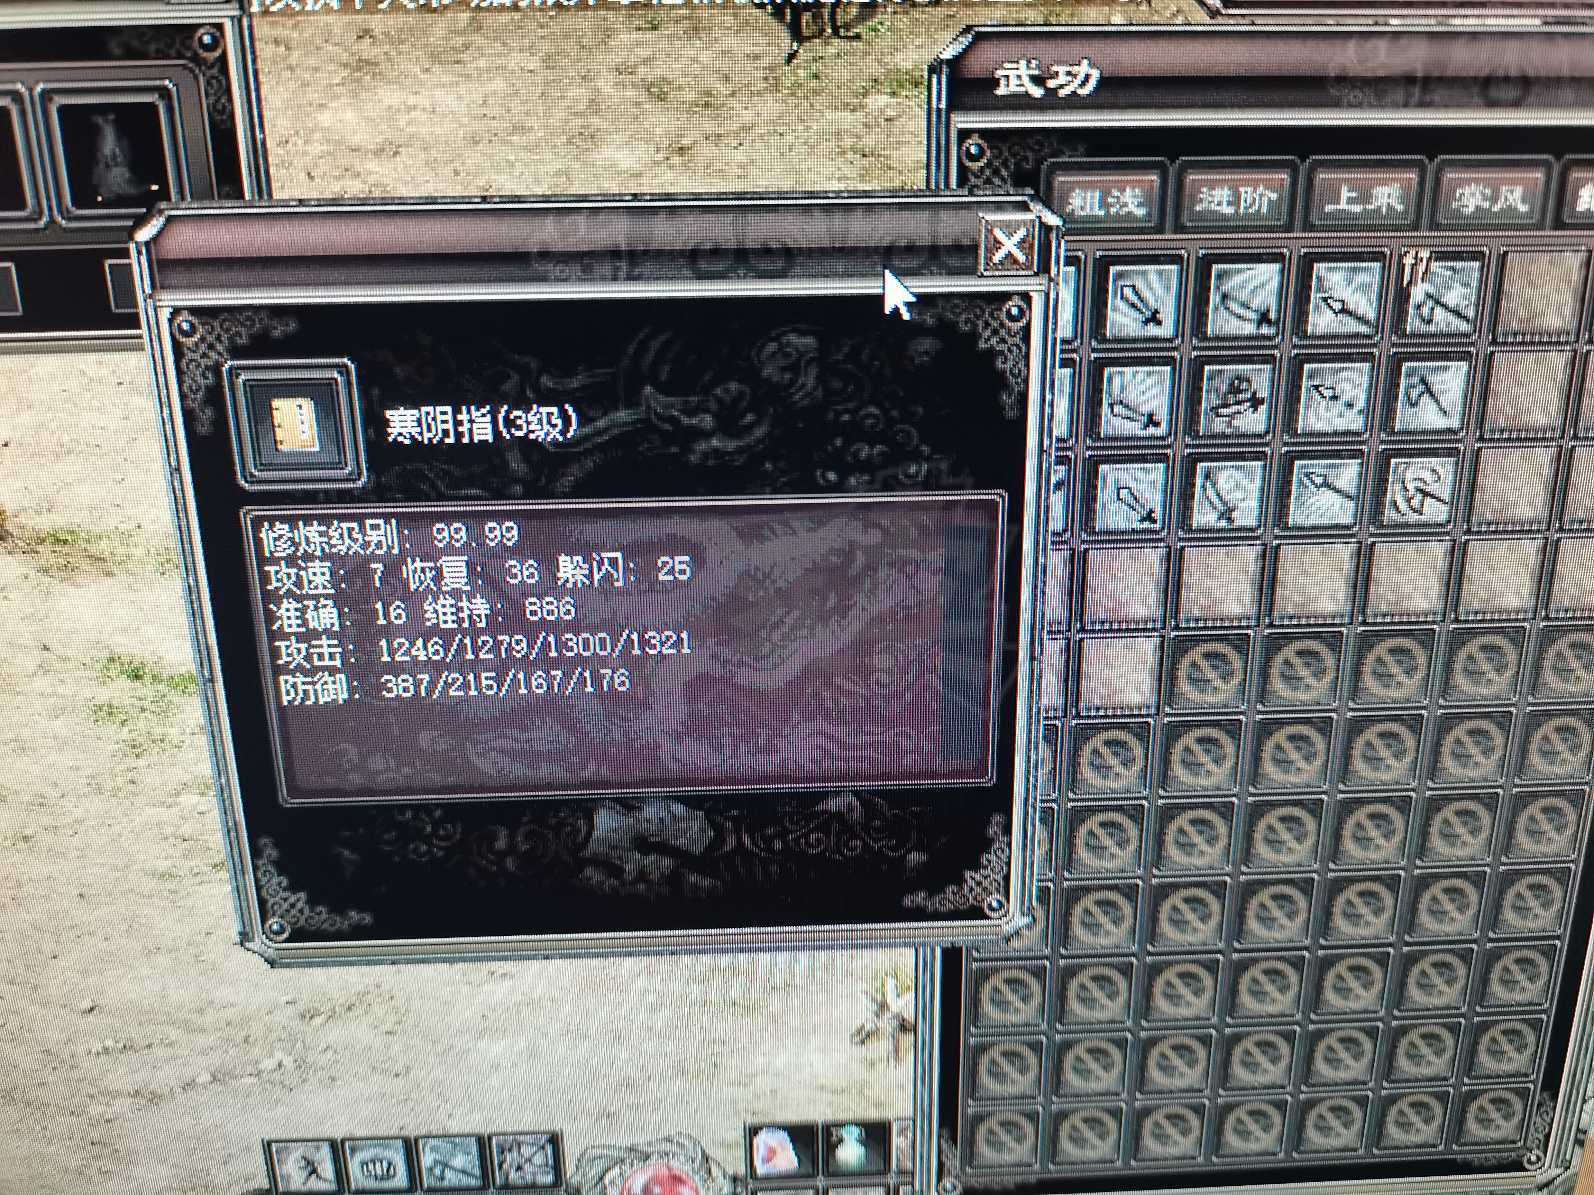 武功
粗浅 进阶 上乘 掌风
寒阴指(3级)
修炼级别: 99.99
攻速: 7 恢复: 36 躲闪: 25
准确: 16 维持: 886
攻击: 1246/1279/1300/1321
防御: 387/215/167/176